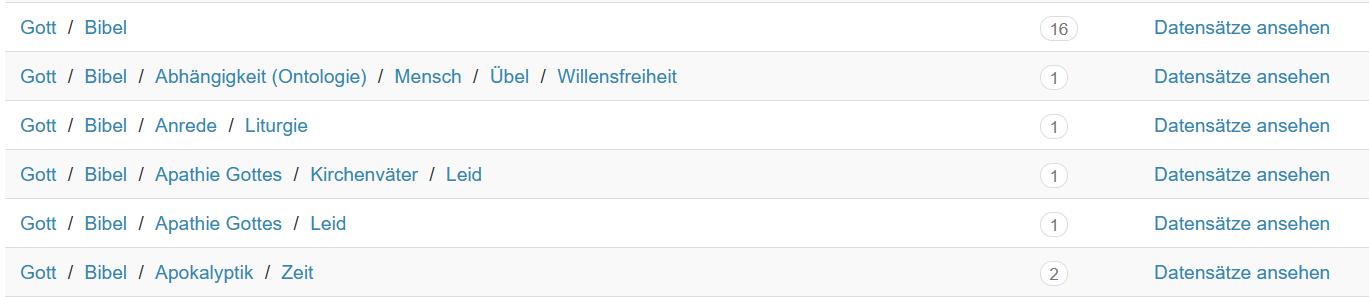 Gott / Bibel 16 Datensätze ansehen
Gott / Bibel / Abhängigkeit (Ontologie) / Mensch / Übel / Willensfreiheit 1 Datensätze ansehen
Gott / Bibel / Anrede / Liturgie 1 Datensätze ansehen
Gott / Bibel / Apathie Gottes / Kirchenväter / Leid 1 Datensätze ansehen
Gott / Bibel / Apathie Gottes / Leid 1 Datensätze ansehen
Gott / Bibel / Apokalyptik / Zeit 2 Datensätze ansehen